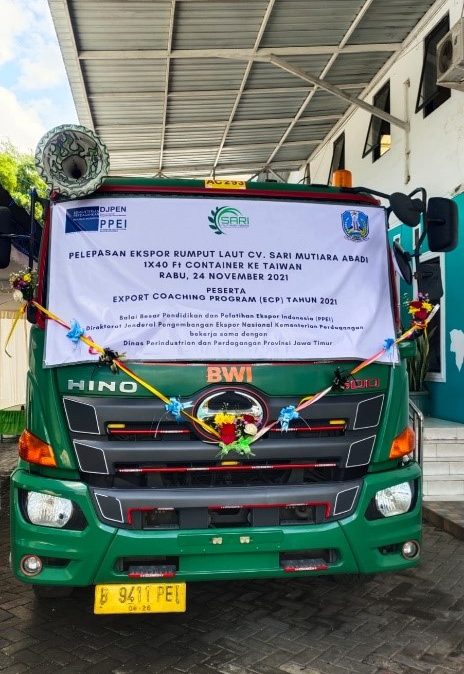 AG293
DJPEN
PPEI
SARI
PELEPASAN EKSPOR RUMPUT LAUT CV. SARI MUTIARA ABADI
1X40 Ft CONTAINER KE TAIWAN
RABU, 24 NOVEMBER 2021
PESERTA
EXPORT COACHING PROGRAM (ECP) TAHUN 2021
Balai Besar Pendidikan dan Pelatihan Ekspor Indonesia (PPEI)
Direktorat Jenderal Pengembangan Ekspor Nasional Kementerian Perdagangan
bekerja sama dengan
Dinas Perindustrian dan Perdagangan Provinsi Jawa Timur
HINO
BWI
500
B 9411 PEI